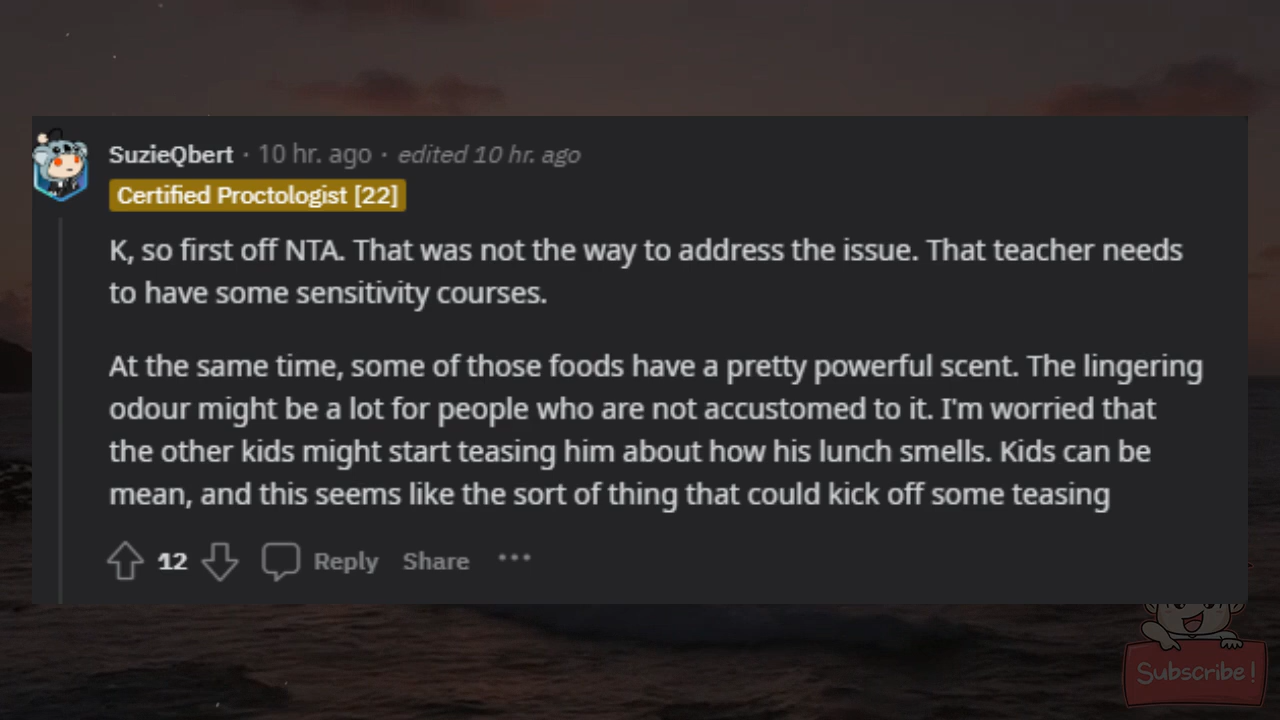 SuzieQbert · 10 hr. ago · edited 10 hr. ago
Certified Proctologist [22]
K, so first off NTA. That was not the way to address the issue. That teacher needs
to have some sensitivity courses.
At the same time, some of those foods have a pretty powerful scent. The lingering
odour might be a lot for people who are not accustomed to it. I'm worried that
the other kids might start teasing him about how his lunch smells. Kids can be
mean, and this seems like the sort of thing that could kick off some teasing
12 Reply Share ···
Subscribe!